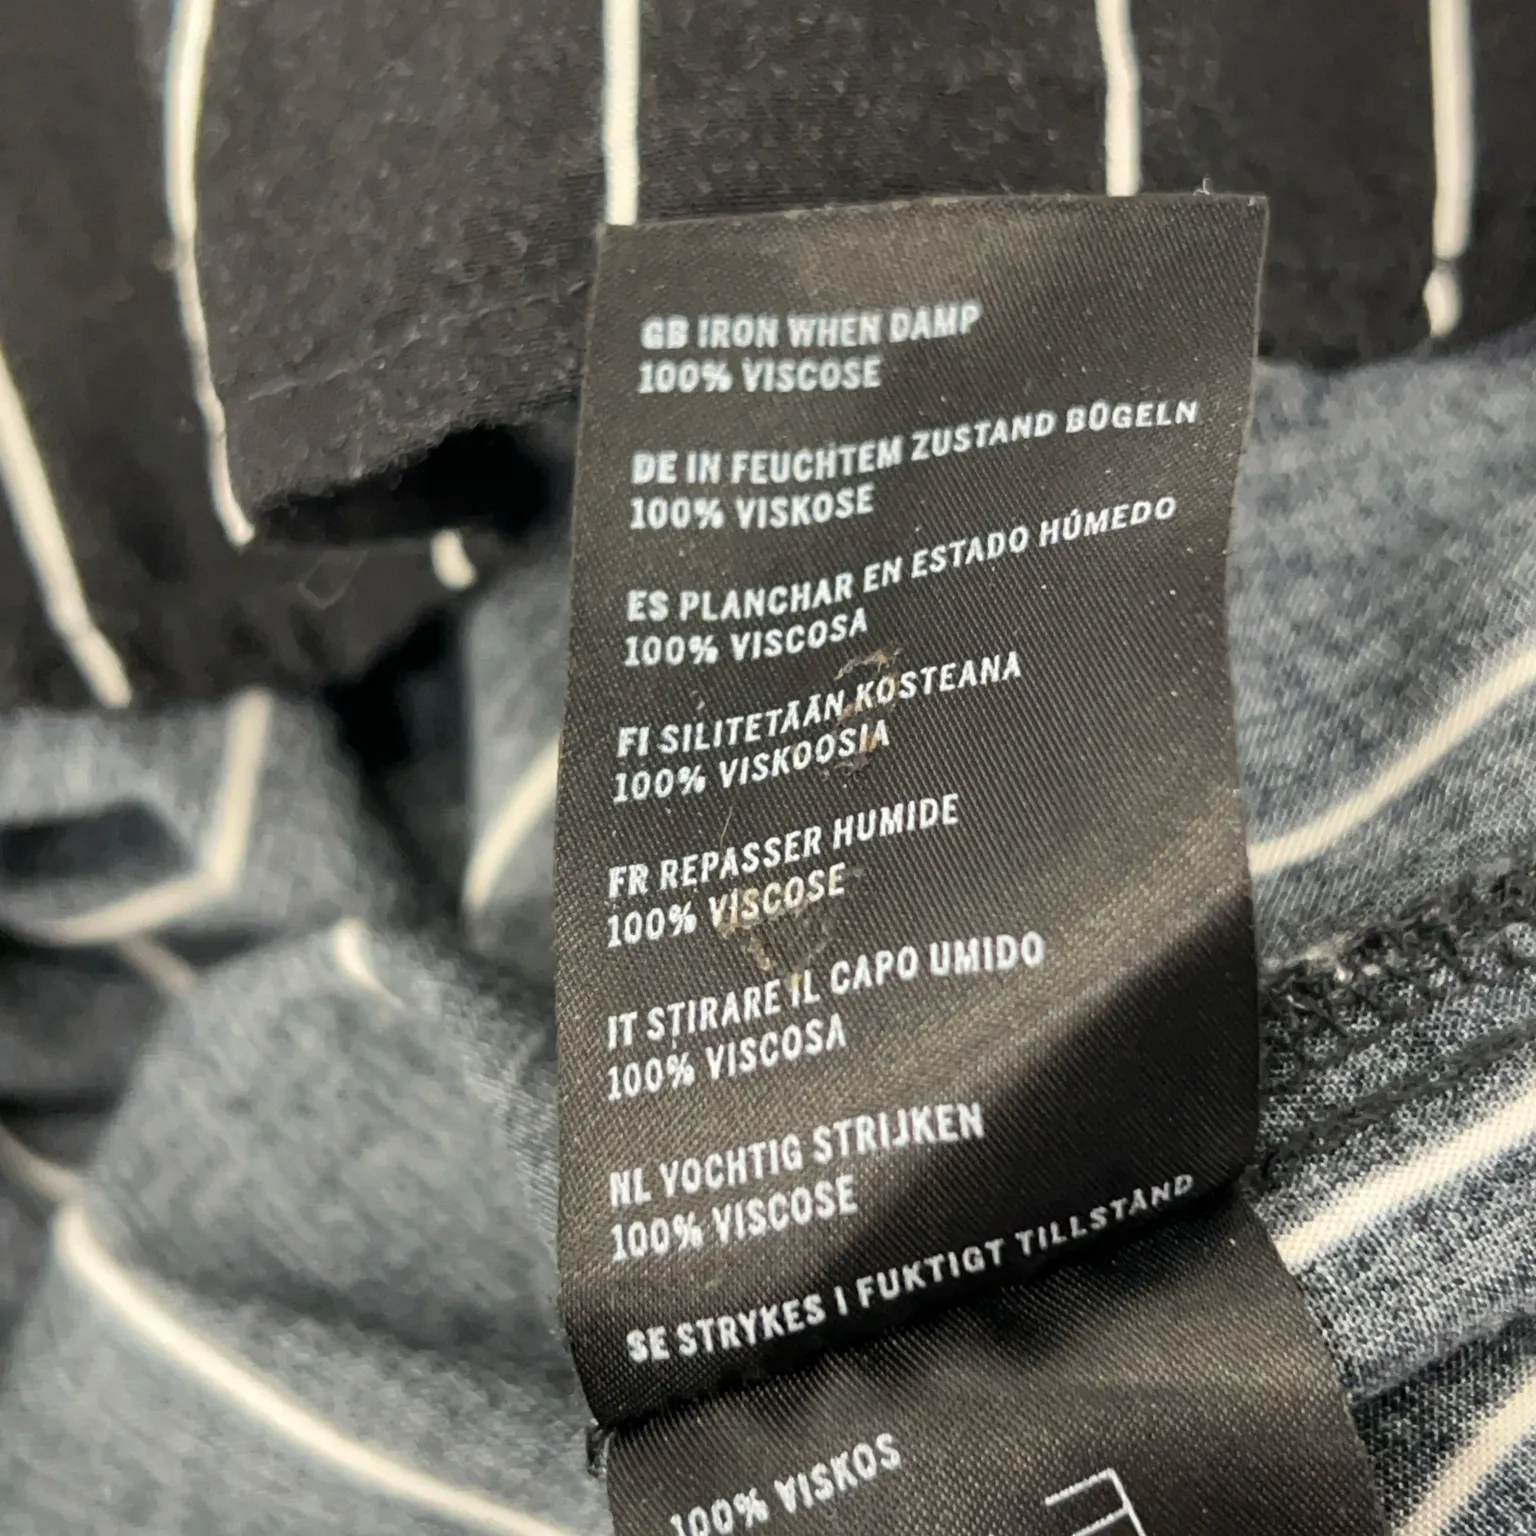 GB IRON WHEN DAMP
100% VISCOSE
DE IN FEUCHTEM ZUSTAND BÜGELN
100% VISKOSE
ES PLANCHAR EN ESTADO HÚMEDO
100% VISCOSA
FI SILITETÄÄN KOSTEANA
100% VISKOOSIA
FR REPASSER HUMIDE
100% VISCOSE
IT STIRARE IL CAPO UMIDO
100% VISCOSA
NL VOCHTIG STRIJKEN
100% VISCOSE
SE STRYKES I FUKTIGT TILLSTÅND
100% VISKOS